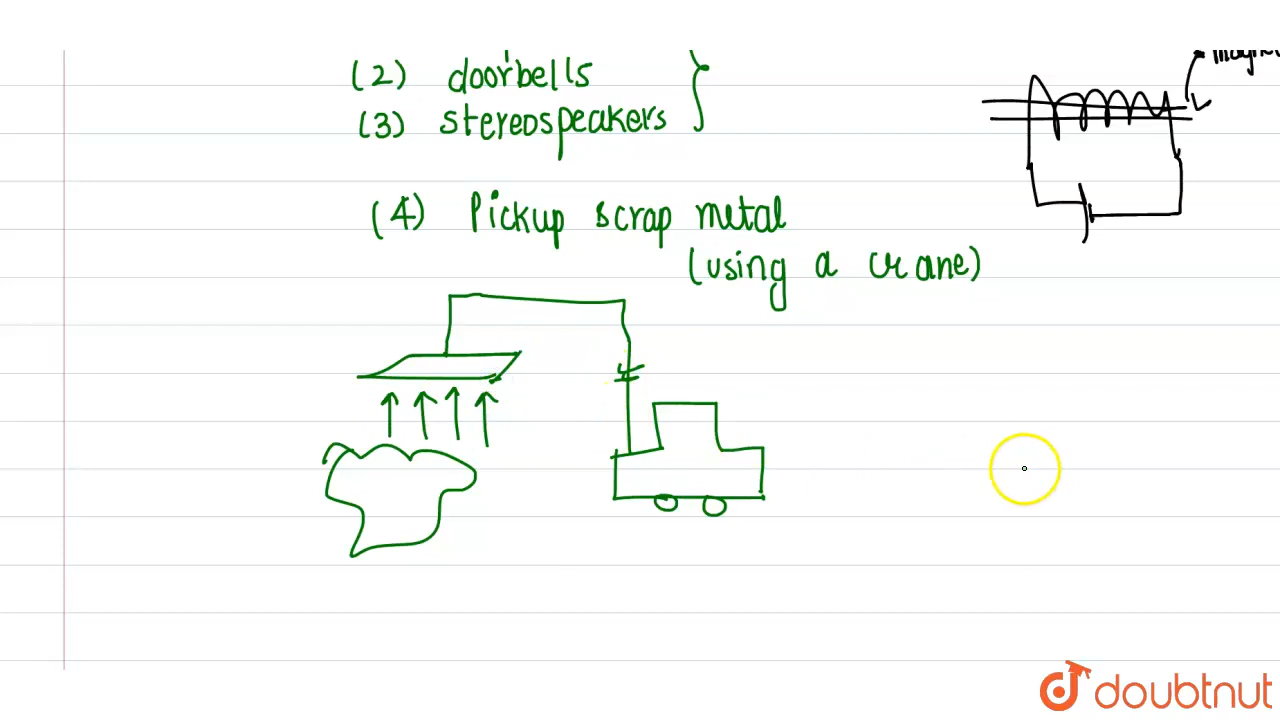 (2) doorbells
(3) stereospeakers
(4) Pickup scrap metal
(using a crane)
doubtnut